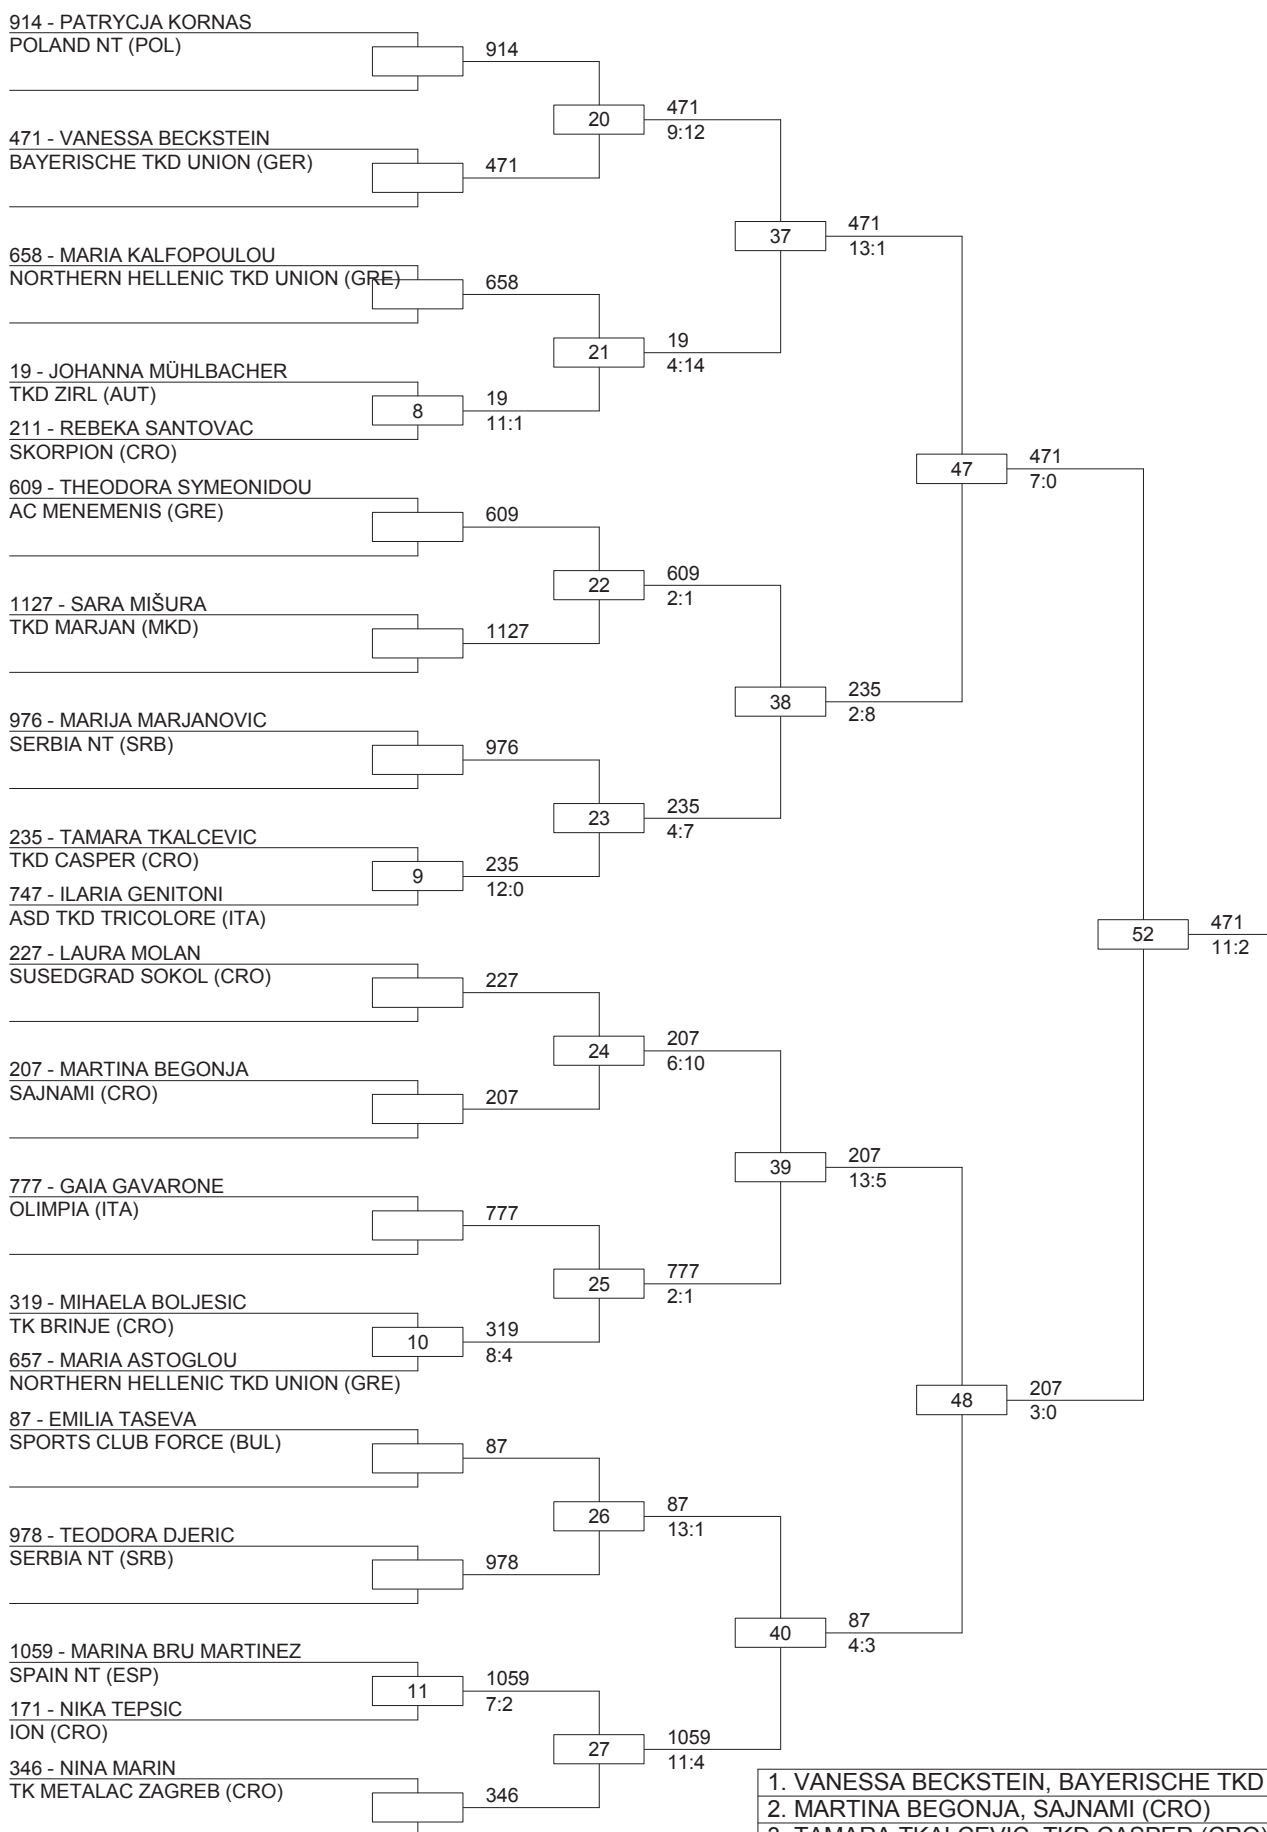 914 - PATRYCJA KORNAS
POLAND NT (POL)
914
471 - VANESSA BECKSTEIN
BAYERISCHE TKD UNION (GER)
471
20
471
9:12
658 - MARIA KALFOPOULOU
NORTHERN HELLENIC TKD UNION (GRE)
658
19 - JOHANNA MÜHLBACHER
TKD ZIRL (AUT)
211 - REBEKA SANTOVAC
SKORPION (CRO)
8
19
11:1
21
19
4:14
37
471
13:1
609 - THEODORA SYMEONIDOU
AC MENEMENIS (GRE)
609
1127 - SARA MIŠURA
TKD MARJAN (MKD)
1127
22
609
2:1
976 - MARIJA MARJANOVIC
SERBIA NT (SRB)
976
235 - TAMARA TKALCEVIC
TKD CASPER (CRO)
747 - ILARIA GENITONI
ASD TKD TRICOLORE (ITA)
9
235
12:0
23
235
4:7
38
235
2:8
47
471
7:0
227 - LAURA MOLAN
SUSEDGRAD SOKOL (CRO)
227
207 - MARTINA BEGONJA
SAJNAMI (CRO)
207
24
207
6:10
777 - GAIA GAVARONE
OLIMPIA (ITA)
777
319 - MIHAELA BOLJESIC
TK BRINJE (CRO)
657 - MARIA ASTOGLOU
NORTHERN HELLENIC TKD UNION (GRE)
10
319
8:4
25
777
2:1
39
207
13:5
87 - EMILIA TASEVA
SPORTS CLUB FORCE (BUL)
87
978 - TEODORA DJERIC
SERBIA NT (SRB)
978
26
87
13:1
1059 - MARINA BRU MARTINEZ
SPAIN NT (ESP)
171 - NIKA TEPSIC
ION (CRO)
11
1059
7:2
346 - NINA MARIN
TK METALAC ZAGREB (CRO)
346
27
1059
11:4
40
87
4:3
48
207
3:0
52
471
11:2
1. VANESSA BECKSTEIN, BAYERISCHE TKD
2. MARTINA BEGONJA, SAJNAMI (CRO)
3. TAMARA TKALCEVIC, TKD CASPER (CRO)